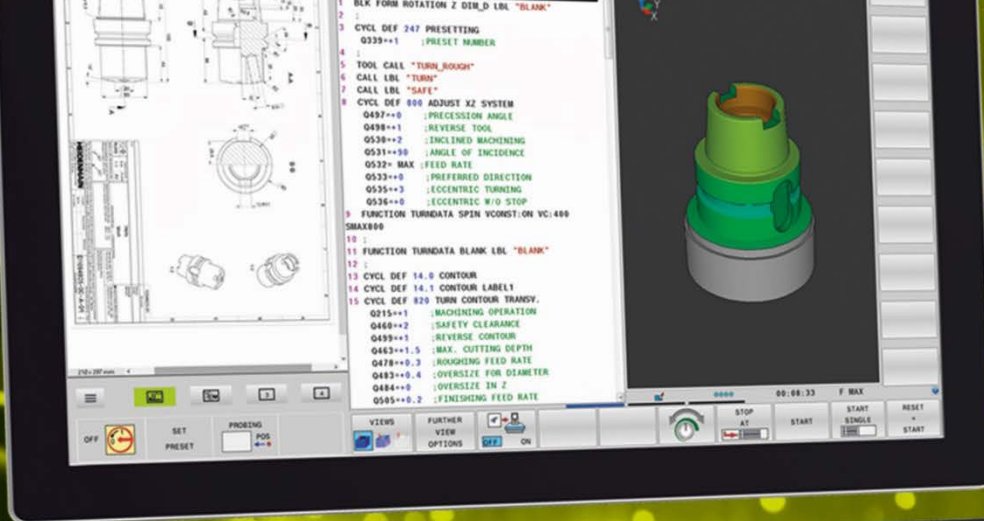 1 BLK FORM ROTATION Z DIM_D LBL "BLANK"
2 ;
3 CYCL DEF 247 PRESETTING
Q339=+1 ;PRESET NUMBER
4 ;
5 TOOL CALL "TURN_ROUGH"
6 CALL LBL "TURN"
7 CALL LBL "SAFE"
8 CYCL DEF 800 ADJUST XZ SYSTEM
Q497=+0 ;PRECESSION ANGLE
Q498=+1 ;REVERSE TOOL
Q530=+2 ;INCLINED MACHINING
Q531=+90 ;ANGLE OF INCIDENCE
Q532= MAX ;FEED RATE
Q533=+0 ;PREFERRED DIRECTION
Q535=+3 ;ECCENTRIC TURNING
Q536=+0 ;ECCENTRIC W/O STOP
9 FUNCTION TURNDATA SPIN VCONST:ON VC:400
SMAX800
10 ;
11 FUNCTION TURNDATA BLANK LBL "BLANK"
12 ;
13 CYCL DEF 14.0 CONTOUR
14 CYCL DEF 14.1 CONTOUR LABEL1
15 CYCL DEF 820 TURN CONTOUR TRANSV.
Q215=+1 ;MACHINING OPERATION
Q460=+2 ;SAFETY CLEARANCE
Q499=+1 ;REVERSE CONTOUR
Q463=+1.5 ;MAX. CUTTING DEPTH
Q478=+0.3 ;ROUGHING FEED RATE
Q483=+0.4 ;OVERSIZE FOR DIAMETER
Q484=+0 ;OVERSIZE IN Z
Q505=+0.2 ;FINISHING FEED RATE
HEIDENHAIN
Y
X
210 x 297 mm
3
4
00:08:33 F MAX
OFF
SET
PRESET
PROBING
POS
VIEWS
FURTHER
VIEW
OPTIONS
OFF ON
STOP
AT
START
START
SINGLE
RESET
+
START